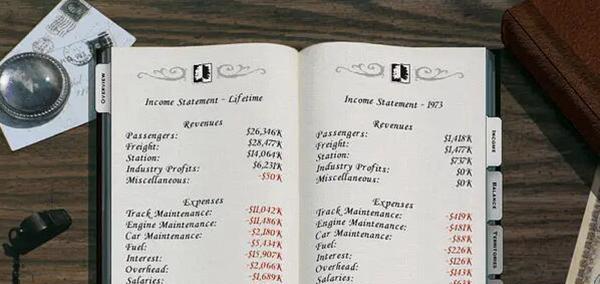 OVERVIEW
Income Statement - Lifetime
Revenues
Passengers: $26,346K
Freight: $28,477K
Station: $14,064K
Industry Profits: $6,231K
Miscellaneous: -$50K
Expenses
Track Maintenance: -$11,042K
Engine Maintenance: -$11,486K
Car Maintenance: -$2,180K
Fuel: -$5,434K
Interest: -$15,907K
Overhead: -$2,066K
Salaries: -$1,689K
Income Statement - 1973
Revenues
Passengers: $1,418K
Freight: $1,477K
Station: $737K
Industry Profits: $0K
Miscellaneous: $0K
Expenses
Track Maintenance: -$419K
Engine Maintenance: -$481K
Car Maintenance: -$88K
Fuel: -$226K
Interest: -$126K
Overhead: -$143K
Salaries:
INCOME
BALANCE
TERRITORIES